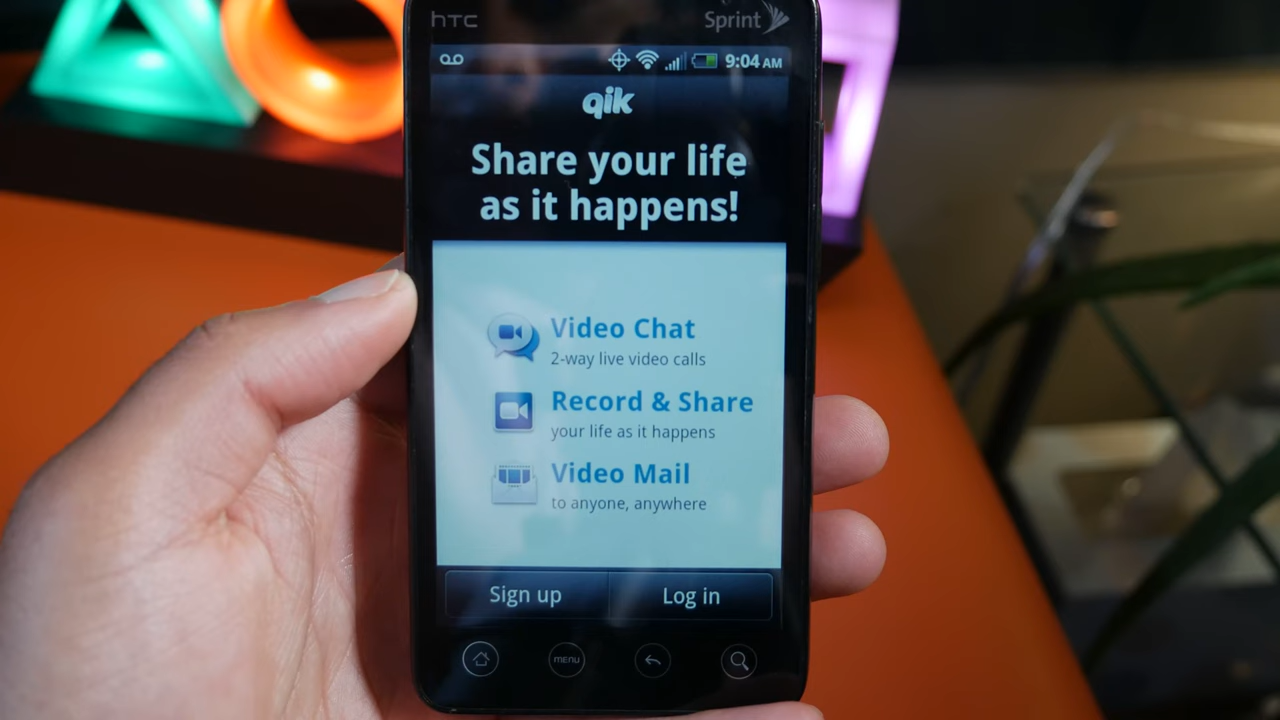 hTC Sprint
9:04 AM
qik
Share your life
as it happens!
Video Chat
2-way live video calls
Record & Share
your life as it happens
Video Mail
to anyone, anywhere
Sign up Log in
menu